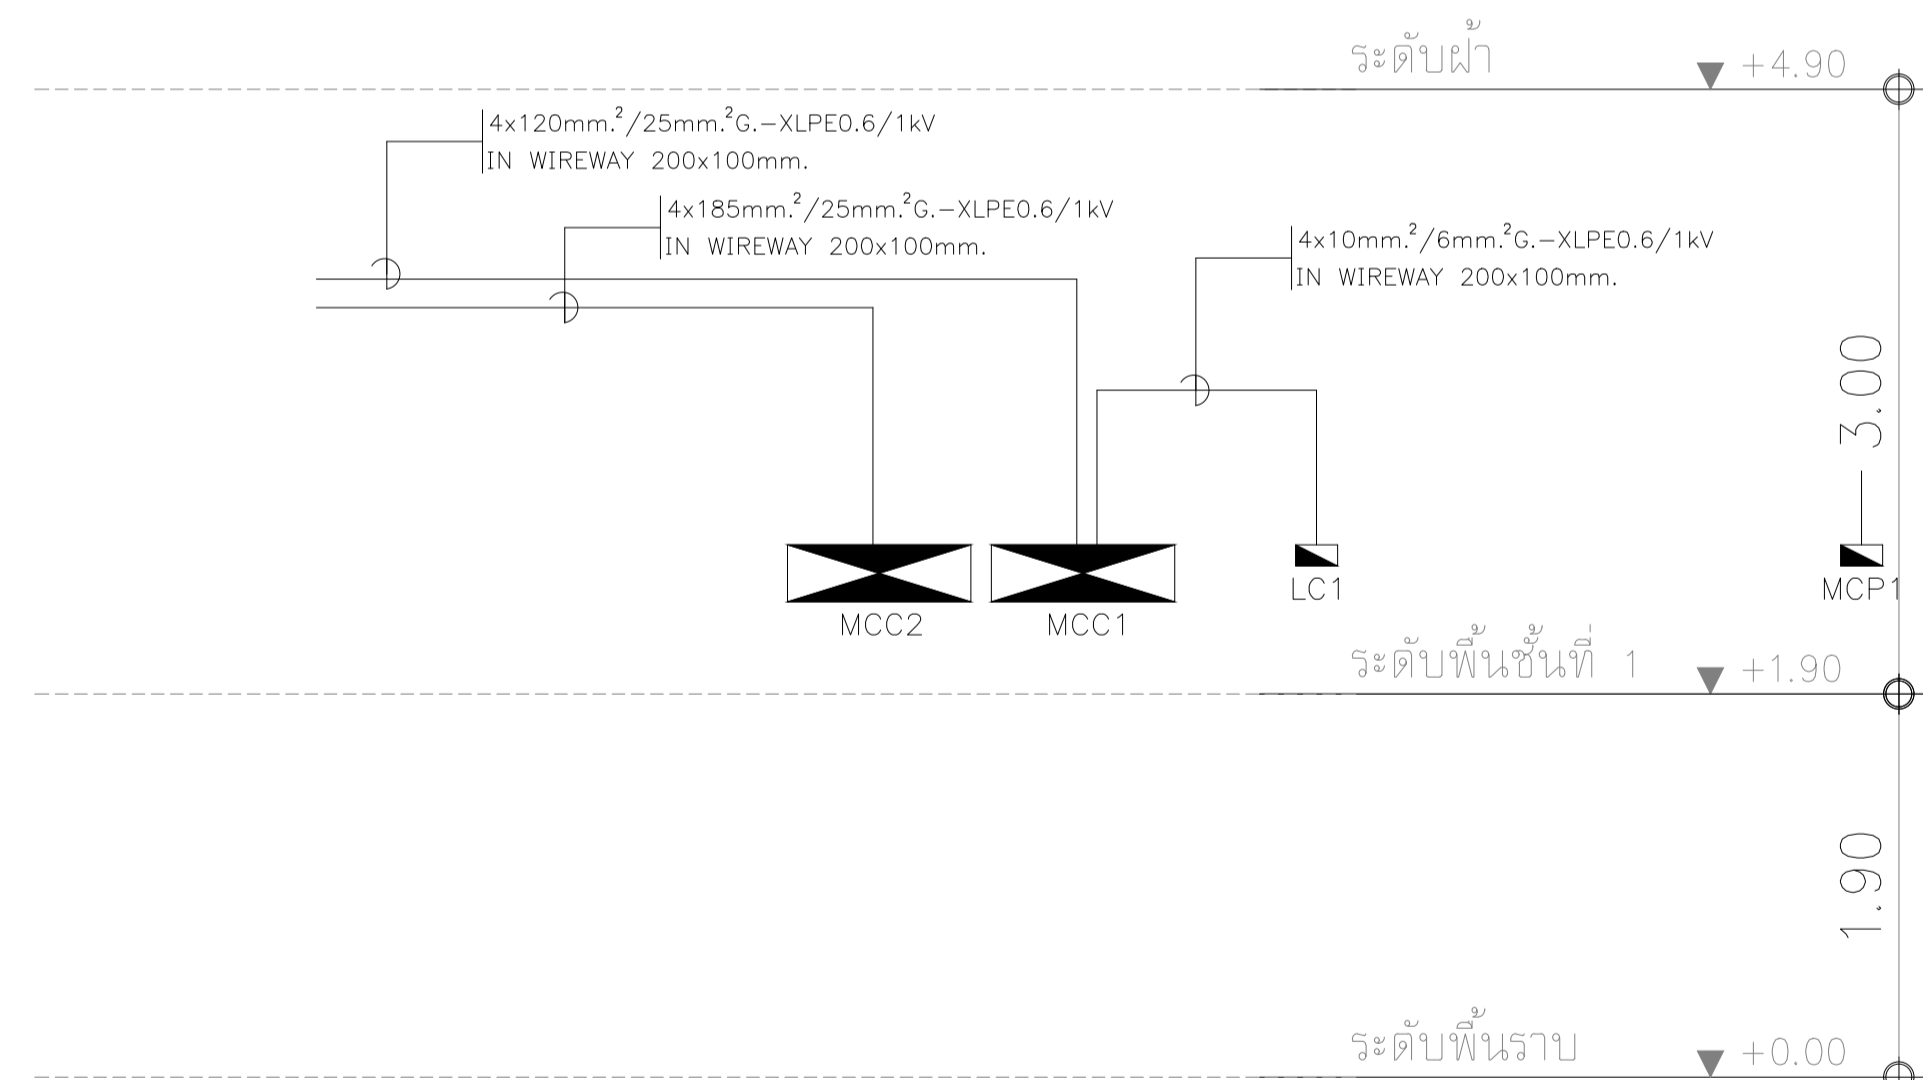 ระดับฝ้า +4.90
4x120mm.²/25mm.²G.-XLPE0.6/1kV
IN WIREWAY 200x100mm.
4x185mm.²/25mm.²G.-XLPE0.6/1kV
IN WIREWAY 200x100mm.
4x10mm.²/6mm.²G.-XLPE0.6/1kV
IN WIREWAY 200x100mm.
3.00
LC1
MCP1
MCC2
MCC1
ระดับพื้นชั้นที่ 1 +1.90
1.90
ระดับพื้นราบ +0.00